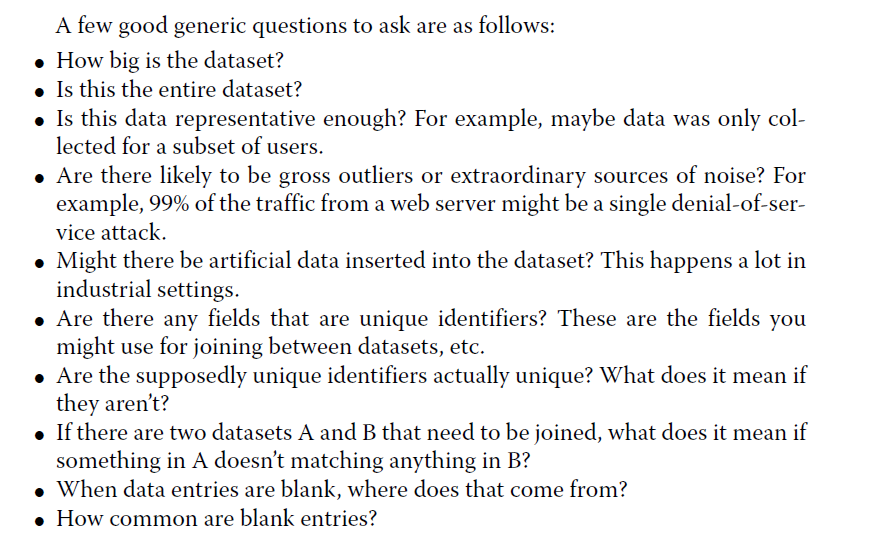 A few good generic questions to ask are as follows:
● How big is the dataset?
● Is this the entire dataset?
● Is this data representative enough? For example, maybe data was only col-
lected for a subset of users.
● Are there likely to be gross outliers or extraordinary sources of noise? For
example, 99% of the traffic from a web server might be a single denial-of-ser-
vice attack.
● Might there be artificial data inserted into the dataset? This happens a lot in
industrial settings.
● Are there any fields that are unique identifiers? These are the fields you
might use for joining between datasets, etc.
● Are the supposedly unique identifiers actually unique? What does it mean if
they aren’t?
● If there are two datasets A and B that need to be joined, what does it mean if
something in A doesn’t matching anything in B?
● When data entries are blank, where does that come from?
● How common are blank entries?